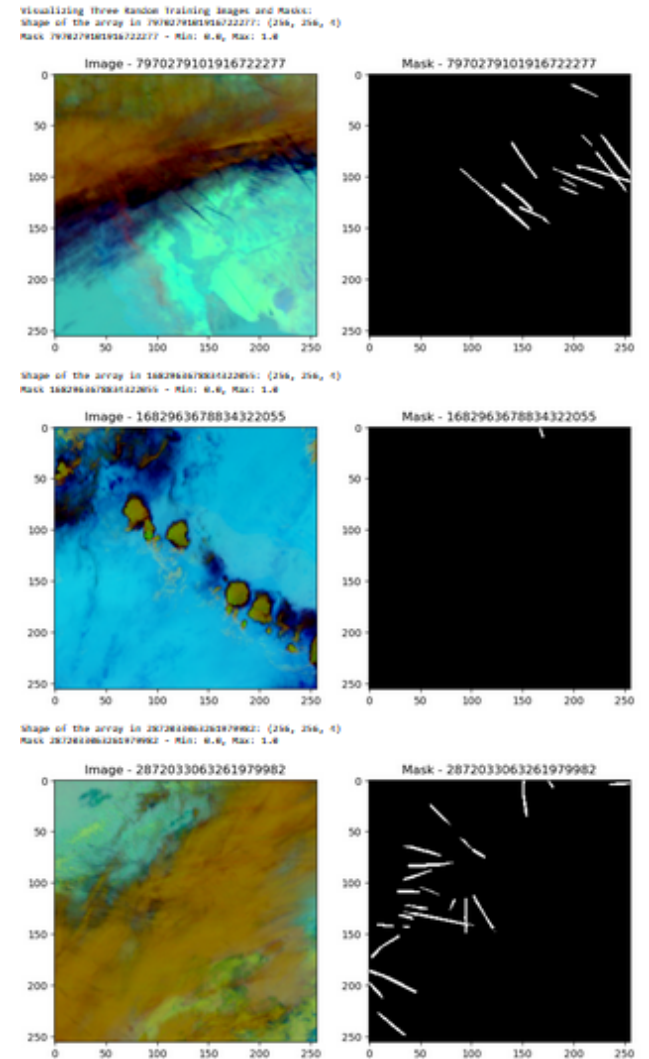 Visualizing Three Random Training Images and Masks:
Shape of the array in 7970279101916722277: (256, 256, 4)
Mask 7970279101916722277 - Min: 0.0, Max: 1.0
Image - 7970279101916722277
Mask - 7970279101916722277
0
50
100
150
200
250
0 50 100 150 200 250
0
50
100
150
200
250
0 50 100 150 200 250
Shape of the array in 1682963678834322055: (256, 256, 4)
Mask 1682963678834322055 - Min: 0.0, Max: 1.0
Image - 1682963678834322055
Mask - 1682963678834322055
0
50
100
150
200
250
0 50 100 150 200 250
0
50
100
150
200
250
0 50 100 150 200 250
Shape of the array in 2872033063261979982: (256, 256, 4)
Mask 2872033063261979982 - Min: 0.0, Max: 1.0
Image - 2872033063261979982
Mask - 2872033063261979982
0
50
100
150
200
250
0 50 100 150 200 250
0
50
100
150
200
250
0 50 100 150 200 250